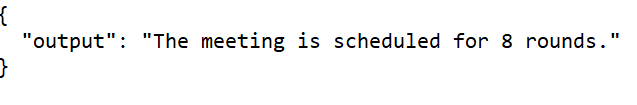 {
"output": "The meeting is scheduled for 8 rounds."
}